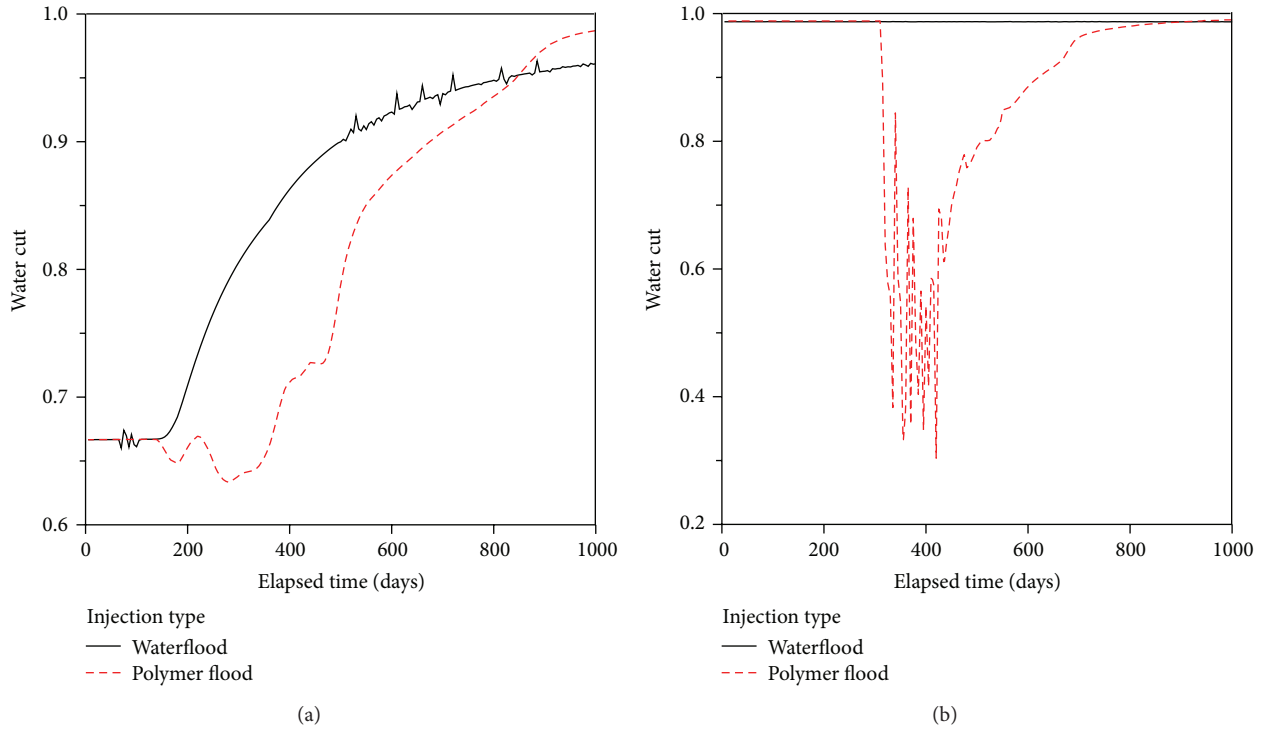 1.0
0.9
0.8
0.7
0.6
Water cut
0
200
400
600
800
1000
Elapsed time (days)
Injection type
Waterflood
Polymer flood
(a)
1.0
0.8
0.6
0.4
0.2
Water cut
0
200
400
600
800
1000
Elapsed time (days)
Injection type
Waterflood
Polymer flood
(b)